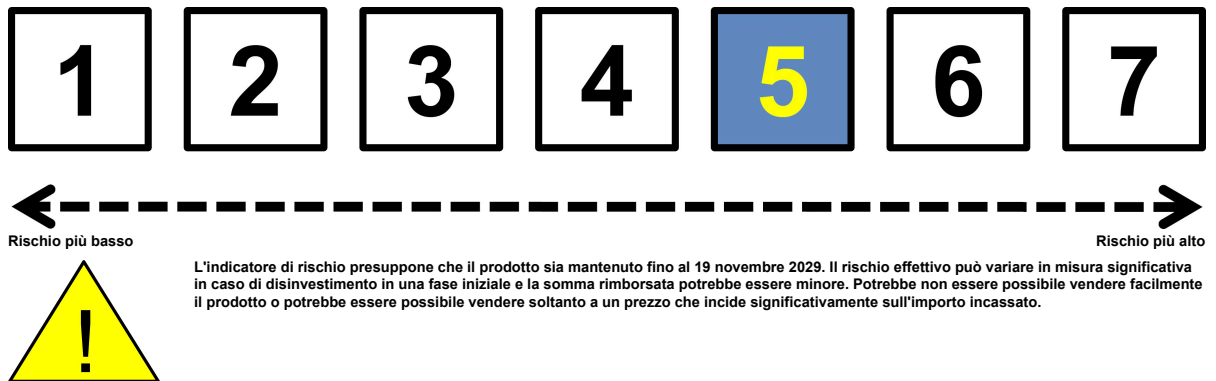 1 2 3 4 5 6 7
Rischio più basso Rischio più alto
L'indicatore di rischio presuppone che il prodotto sia mantenuto fino al 19 novembre 2029. Il rischio effettivo può variare in misura significativa
in caso di disinvestimento in una fase iniziale e la somma rimborsata potrebbe essere minore. Potrebbe non essere possibile vendere facilmente
il prodotto o potrebbe essere possibile vendere soltanto a un prezzo che incide significativamente sull'importo incassato.
!